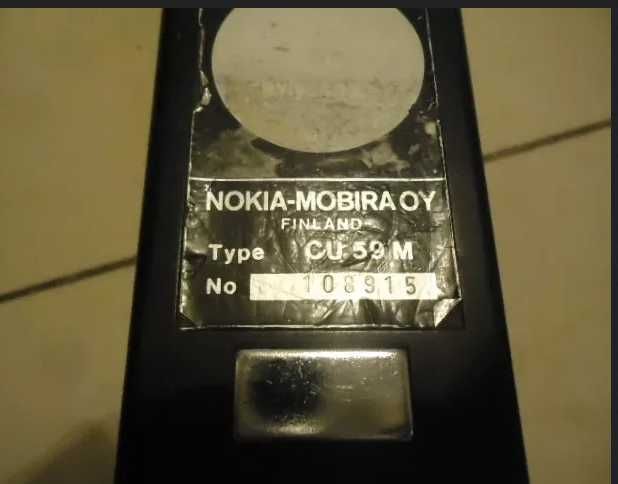 NOKIA-MOBIRA OY
FINLAND
Type CU 59 M
No 108915